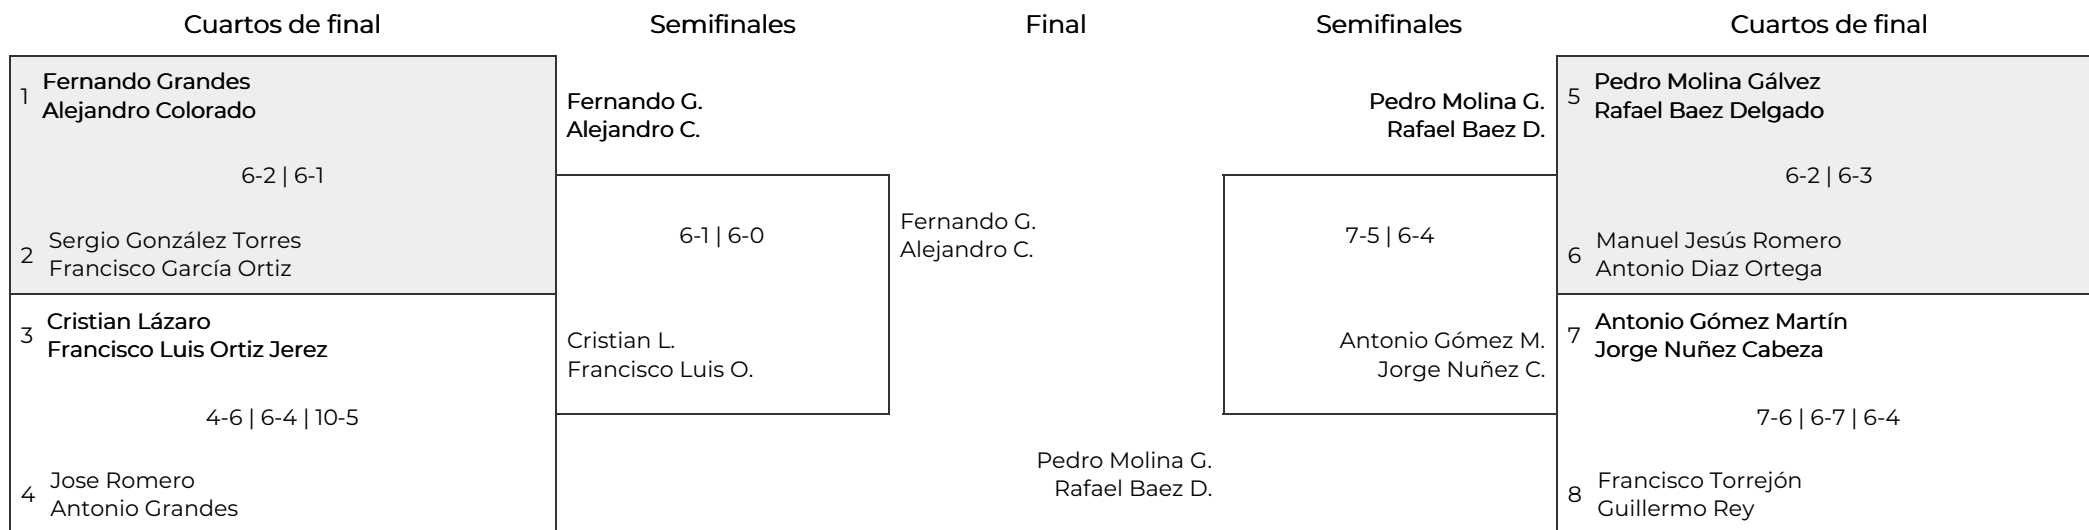 Cuartos de final
Semifinales
Final
Semifinales
Cuartos de final
1
Fernando Grandes
Alejandro Colorado
6-2 | 6-1
2
Sergio González Torres
Francisco García Ortiz
3
Cristian Lázaro
Francisco Luis Ortiz Jerez
4-6 | 6-4 | 10-5
4
Jose Romero
Antonio Grandes
Fernando G.
Alejandro C.
6-1 | 6-0
Cristian L.
Francisco Luis O.
Fernando G.
Alejandro C.
Pedro Molina G.
Rafael Baez D.
Pedro Molina G.
Rafael Baez D.
7-5 | 6-4
Antonio Gómez M.
Jorge Nuñez C.
5
Pedro Molina Gálvez
Rafael Baez Delgado
6-2 | 6-3
6
Manuel Jesús Romero
Antonio Diaz Ortega
7
Antonio Gómez Martín
Jorge Nuñez Cabeza
7-6 | 6-7 | 6-4
8
Francisco Torrejón
Guillermo Rey